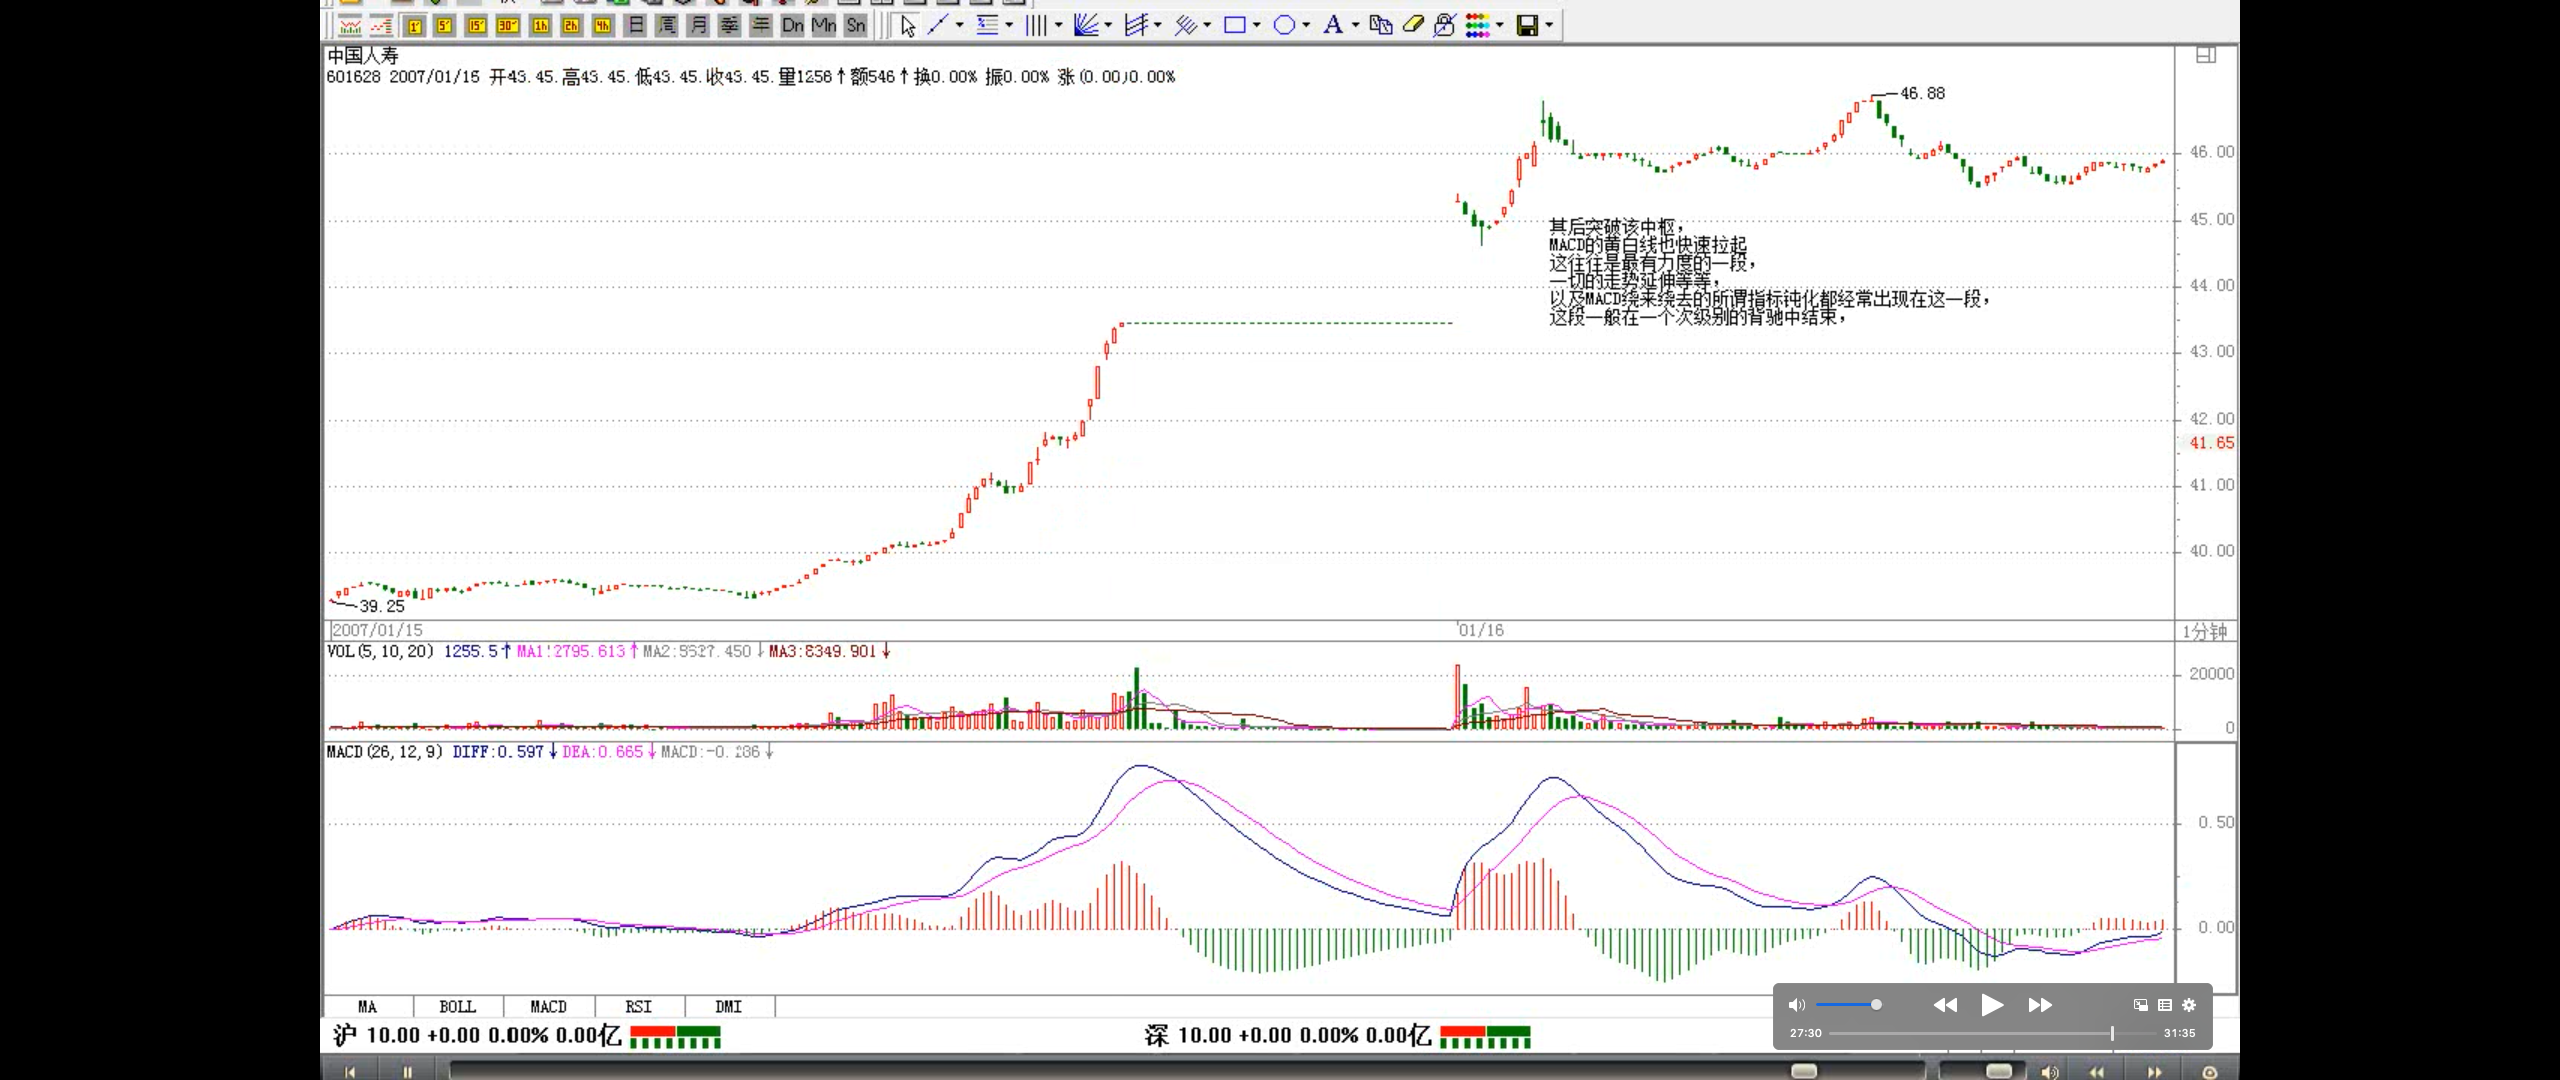 1' 5' 15' 30' 1h 2h 4h 日 周 月 季 年 Dn Mn Sn
中国人寿
601628 2007/01/15 开43.45.高43.45.低43.45.收43.45.量1256↑额546↑换0.00% 振0.00% 涨(0.00)0.00%
46.88
46.00
其后突破该中枢，
45.00
MACD的黄白线也快速拉起
这往往是最有力度的一段，
一切的走势延伸等等，
44.00
以及MACD绕来绕去的所谓指标钝化都经常出现在这一段，
这段一般在一个次级别的背驰中结束，
43.00
42.00
41.65
41.00
40.00
39.25
2007/01/15 01/16 1分钟
VOL(5,10,20) 1255.5↑ MA1:2795.613↑ MA2:5527.450↓ MA3:6349.901↓
20000
0
MACD(26,12,9) DIFF:0.597↓ DEA:0.665↓ MACD:-0.136↓
0.50
0.00
MA BOLL MACD RSI DMI
27:30 31:35
沪 10.00 +0.00 0.00% 0.00亿 深 10.00 +0.00 0.00% 0.00亿